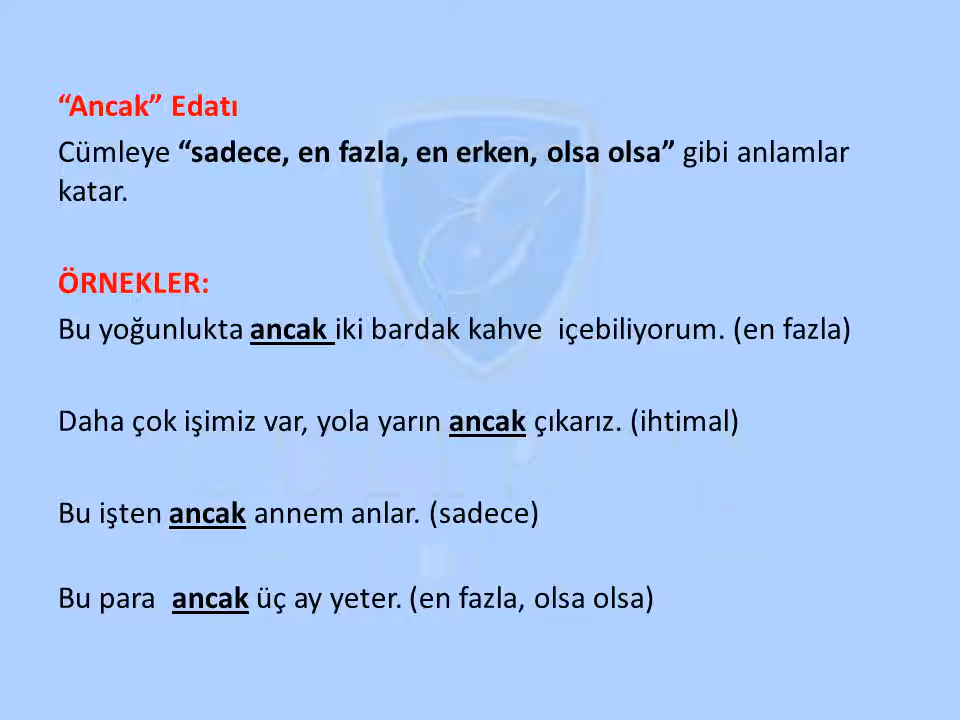 “Ancak” Edatı
Cümleye “sadece, en fazla, en erken, olsa olsa” gibi anlamlar
katar.
ÖRNEKLER:
Bu yoğunlukta ancak iki bardak kahve  içebiliyorum. (en fazla)
Daha çok işimiz var, yola yarın ancak çıkarız. (ihtimal)
Bu işten ancak annem anlar. (sadece)
Bu para  ancak üç ay yeter. (en fazla, olsa olsa)